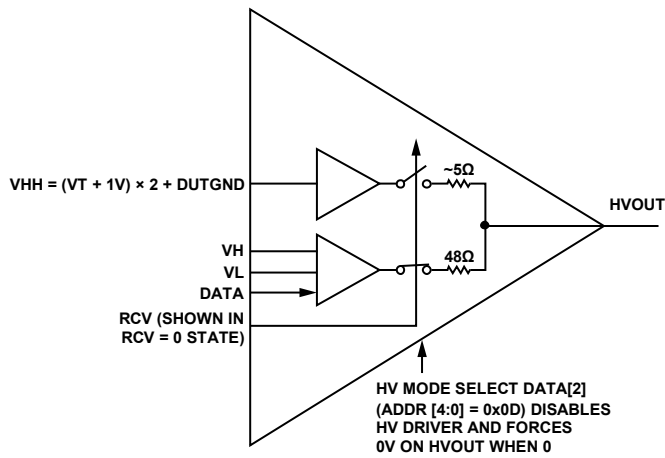 VHH = (VT + 1V) × 2 + DUTGND
~5Ω
HVOUT
VH
VL
DATA
48Ω
RCV (SHOWN IN
RCV = 0 STATE)
HV MODE SELECT DATA[2]
(ADDR [4:0] = 0x0D) DISABLES
HV DRIVER AND FORCES
0V ON HVOUT WHEN 0